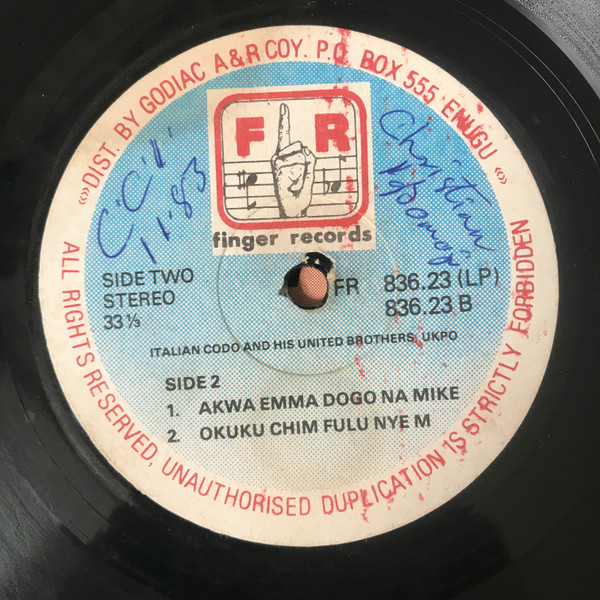 «» DIST. BY GODIAC A & R COY. P.O. BOX 555 ENUGU «»
F R
finger records
C.C.I.
11.83
Christian
SIDE TWO
STEREO
33 ⅓
FR 836.23 (LP)
836.23 B
ITALIAN CODO AND HIS UNITED BROTHERS, UKPO
SIDE 2
1. AKWA EMMA DOGO NA MIKE
2. OKUKU CHIM FULU NYE M
ALL RIGHTS RESERVED, UNAUTHORISED DUPLICATION IS STRICTLY FORBIDDEN